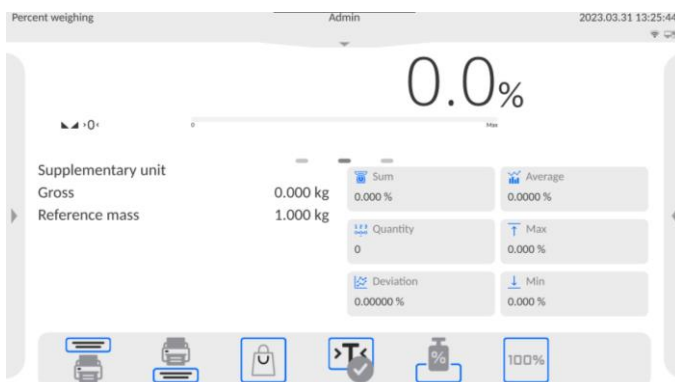 Percent weighing Admin 2023.03.31 13:25:44
0.0%
>0<
0 Max
Supplementary unit
Gross 0.000 kg
Reference mass 1.000 kg
Sum
0.000 %
Average
0.0000 %
Quantity
0
Max
0.000 %
Deviation
0.00000 %
Min
0.000 %
>T<
%
100%